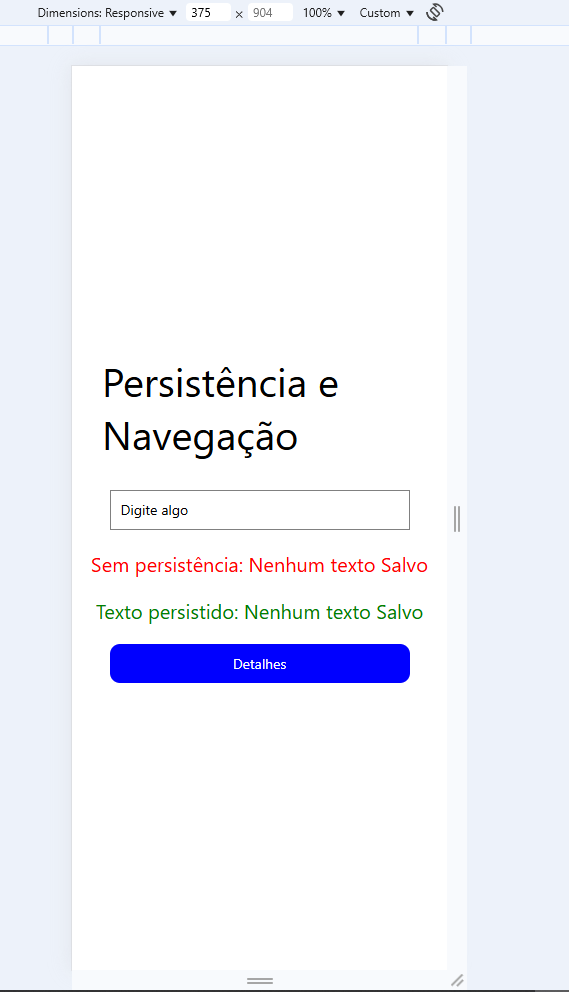 Dimensions: Responsive 375 × 904 100% Custom
Persistência e
Navegação
Digite algo
Sem persistência: Nenhum texto Salvo
Texto persistido: Nenhum texto Salvo
Detalhes